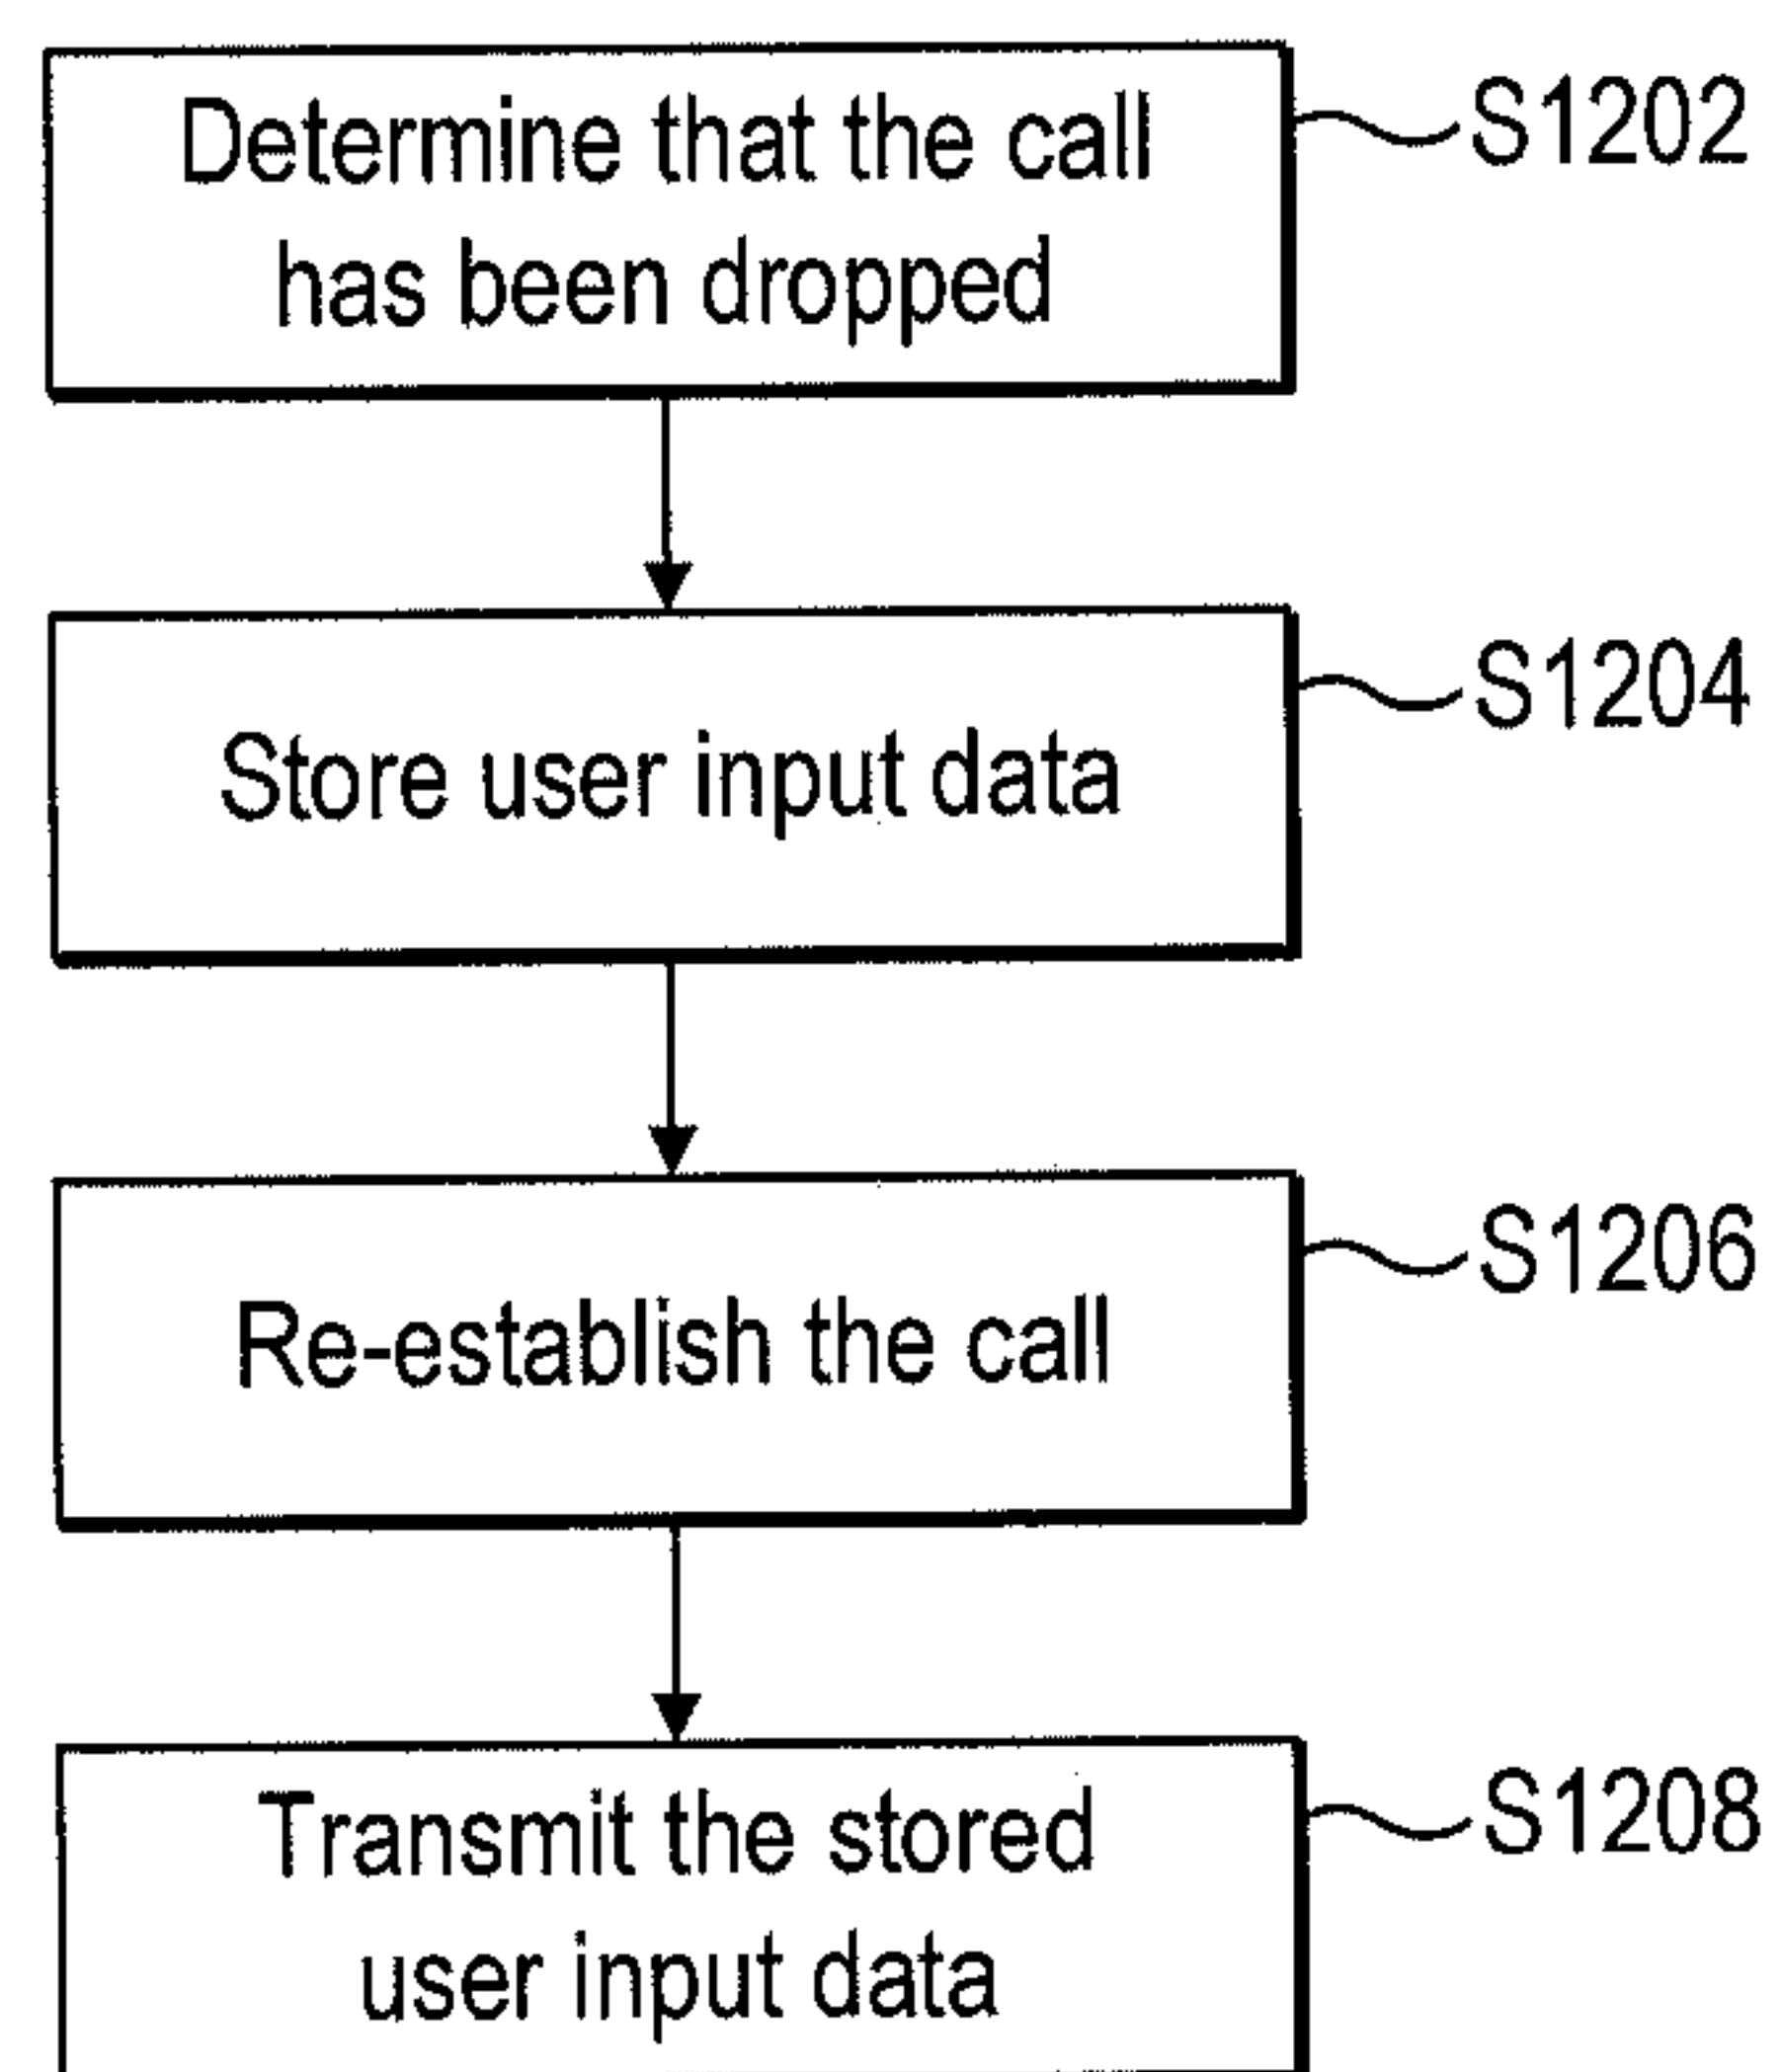 Determine that the call
has been dropped
S1202
Store user input data
S1204
Re-establish the call
S1206
Transmit the stored
user input data
S1208